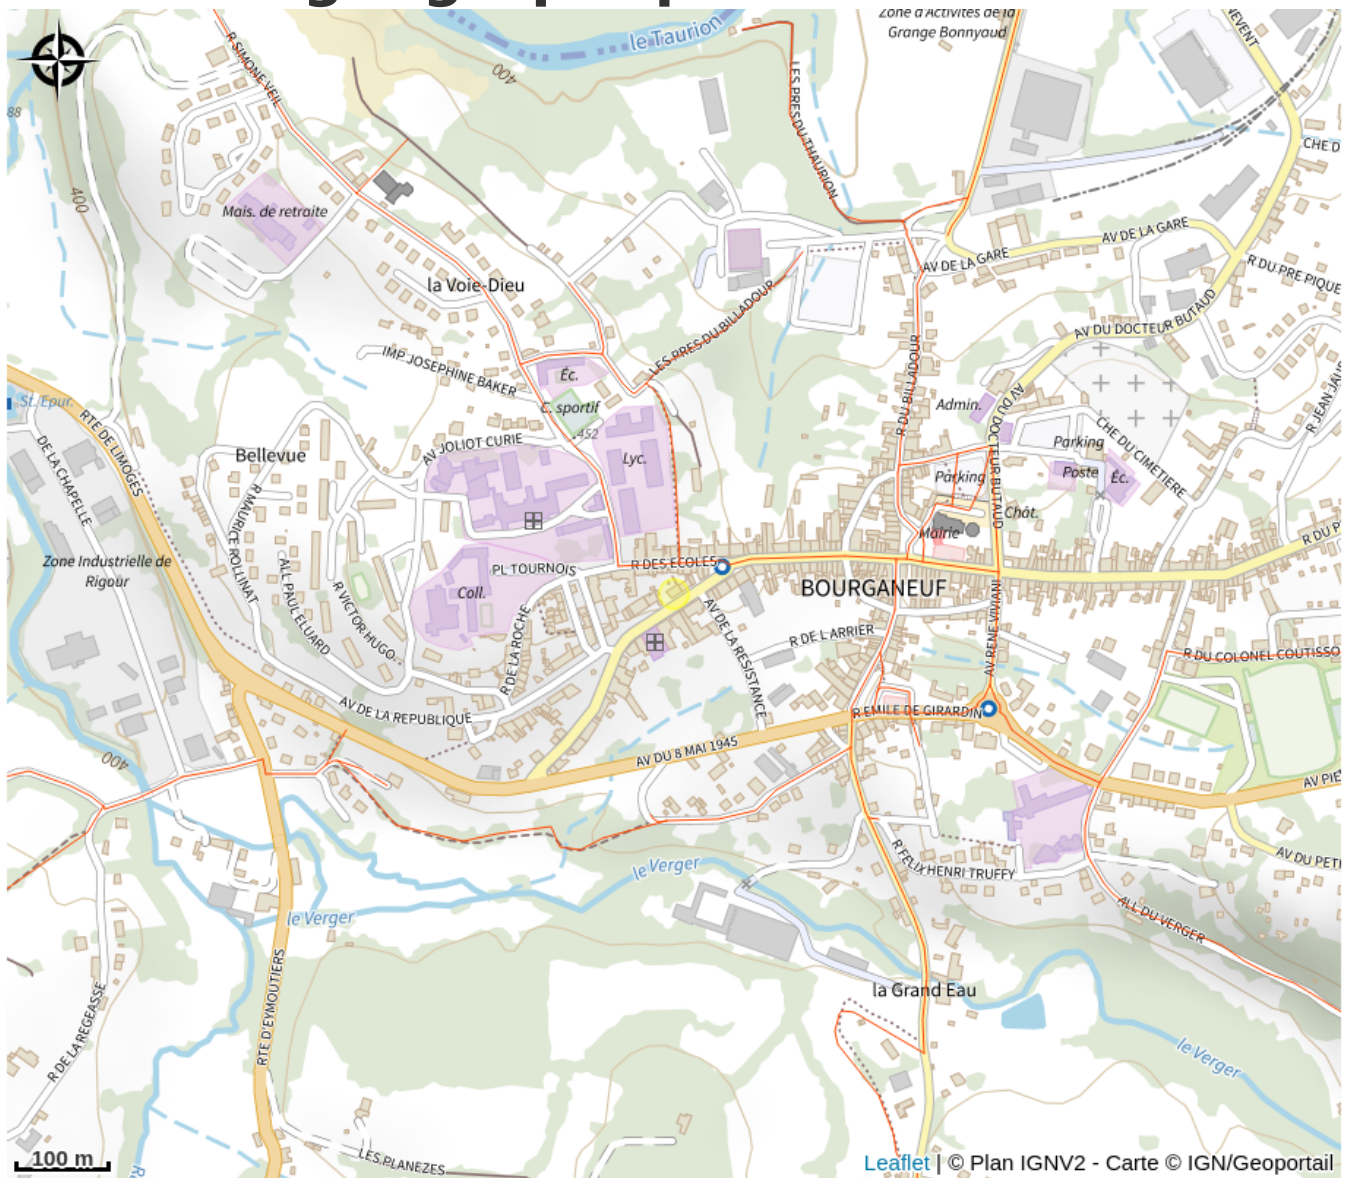 le Taurion
Zone d'Activités de la
Grange Bonnyaud
R SIMONE VEIL
400
LES PRES DU THAURION
88
CHE D
400
Mais. de retraite
AV DE LA GARE
AV DE LA GARE
R DU PRE PIQUE
la Voie-Dieu
LES PRES DU BILLADOUR
AV DU DOCTEUR BUTAUD
R DU BILLADOUR
IMP JOSEPHINE BAKER
Éc.
St. Epur.
C. sportif
452
Admin.
AV DU DOCTEUR BUTAUD
RTE DE LIMOGES
DE LA CHAPELLE
Bellevue
AV JOLIOT CURIE
Lyc.
Parking
CHE DU CIMETIERE
Parking
Poste
Éc.
R MAURICE ROLLINAT
Chât.
Mairie
R DU P
Zone Industrielle de
Rigour
ALL PAUL ELUARD
R VICTOR HUGO
PL TOURNOIS
R DES ECOLES
Coll.
BOURGANEUF
R DE LA ROCHE
AV DE LA RESISTANCE
R DE L'ARRIER
AV RENE VIVIANI
R DU COLONEL COUTISSO
AV DE LA REPUBLIQUE
R EMILE DE GIRARDIN
AV DU 8 MAI 1945
400
AV PIE
AV DU PETI
le Verger
R FELIX HENRI TRUFFY
le Verger
ALL DU VERGER
RTE D'EYMOUTIERS
R DE LA REGEASSE
la Grand Eau
le Verger
LES PLANEZES
100 m
Leaflet | © Plan IGNV2 - Carte © IGN/Geoportail